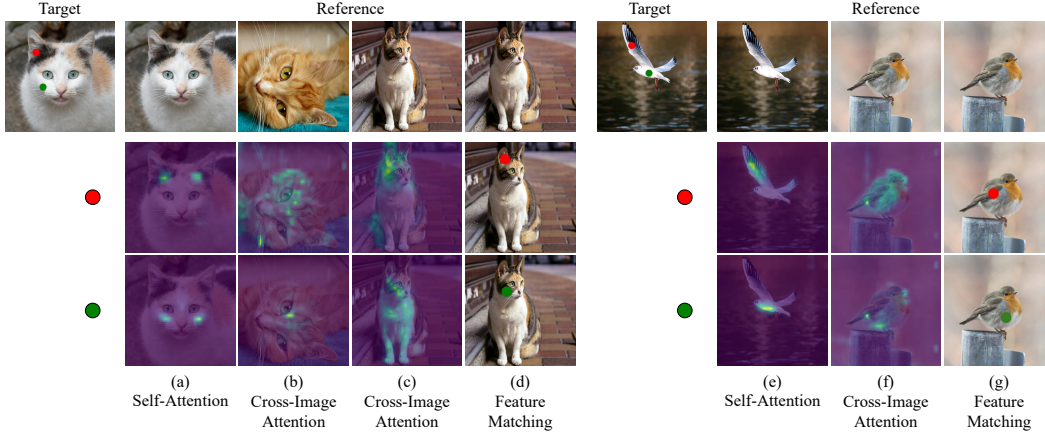 Target Reference Target Reference
(a) (b) (c) (d) (e) (f) (g)
Self-Attention Cross-Image Cross-Image Feature Self-Attention Cross-Image Feature
Attention Attention Matching Attention Matching